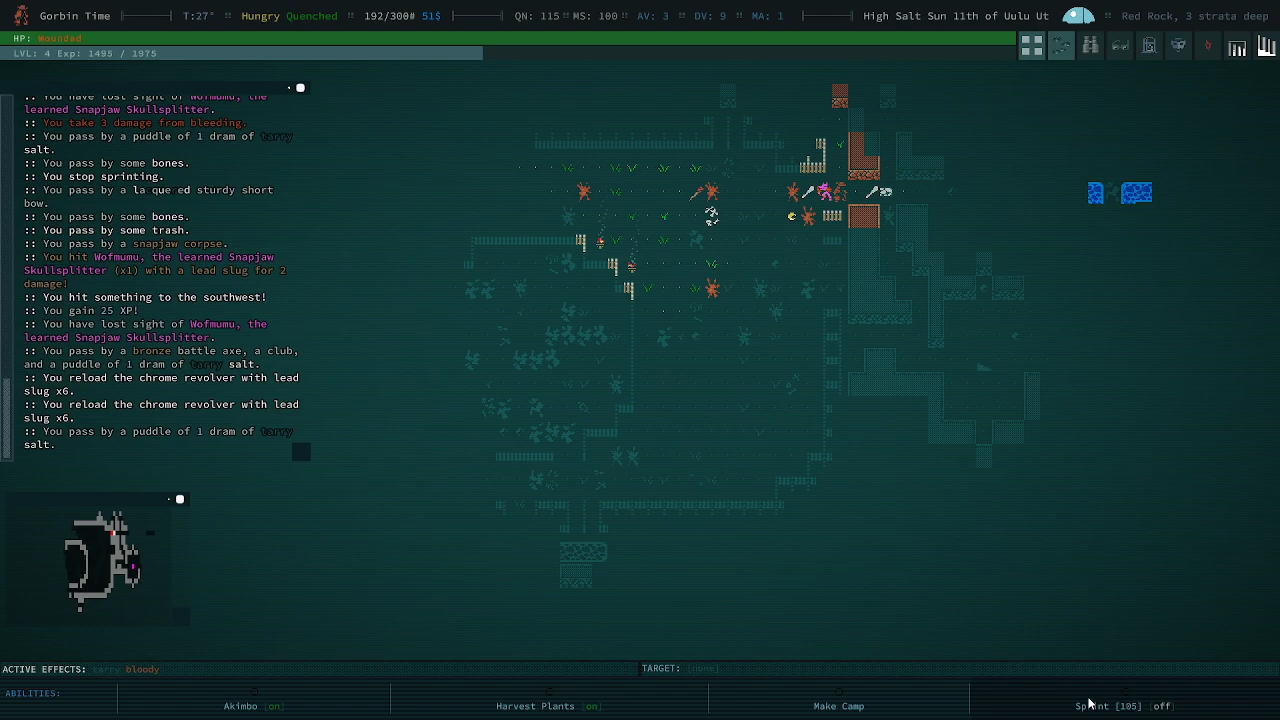 Gorbin Time T:27° Hungry Quenched 192/300# 51$ QN: 115 MS: 100 AV: 3 DV: 9 MA: 1 High Salt Sun 11th of Uulu Ut Red Rock, 3 strata deep
HP: Wounded
LVL: 4 Exp: 1495 / 1975
:: You have lost sight of Wofmumu, the
learned Snapjaw Skullsplitter.
:: You take 3 damage from bleeding.
:: You pass by a puddle of 1 dram of tarry
salt.
:: You pass by some bones.
:: You stop sprinting.
:: You pass by a lacquered sturdy short
bow.
:: You pass by some bones.
:: You pass by some trash.
:: You pass by a snapjaw corpse.
:: You hit Wofmumu, the learned Snapjaw
Skullsplitter (x1) with a lead slug for 2
damage!
:: You hit something to the southwest!
:: You gain 25 XP!
:: You have lost sight of Wofmumu, the
learned Snapjaw Skullsplitter.
:: You pass by a bronze battle axe, a club,
and a puddle of 1 dram of tarry salt.
:: You reload the chrome revolver with lead
slug x6.
:: You reload the chrome revolver with lead
slug x6.
:: You pass by a puddle of 1 dram of tarry
salt.
ACTIVE EFFECTS: tarry bloody
TARGET: [none]
ABILITIES:
Akimbo [on]
Harvest Plants [on]
Make Camp
Sprint [105] [off]